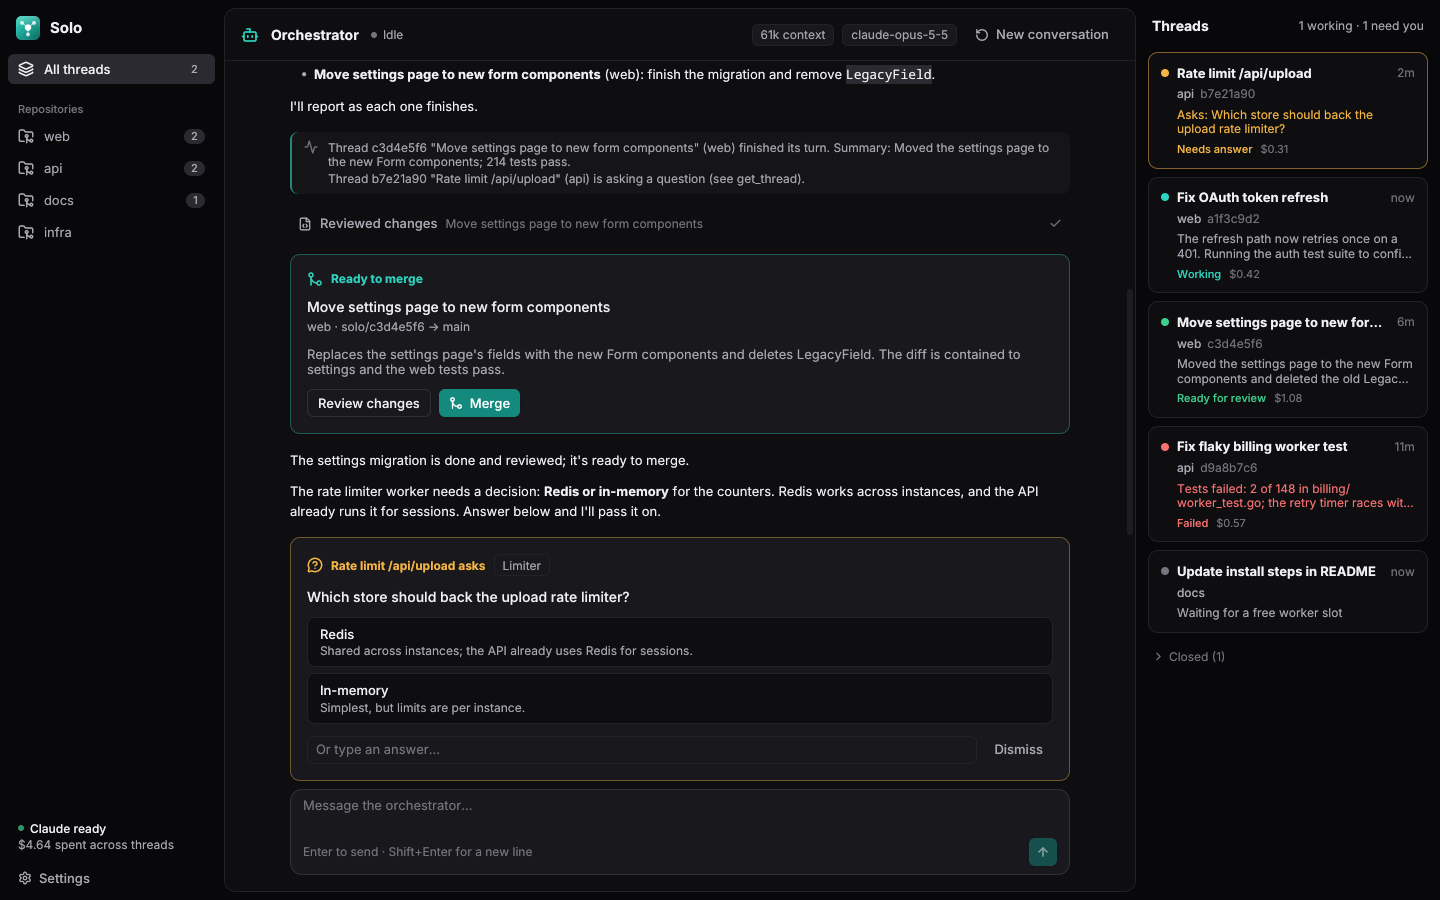 Solo
All threads 2
Repositories
web 2
api 2
docs 1
infra
Claude ready
$4.64 spent across threads
Settings
Orchestrator Idle 61k context claude-opus-5-5 New conversation
• Move settings page to new form components (web): finish the migration and remove LegacyField.
I'll report as each one finishes.
Thread c3d4e5f6 "Move settings page to new form components" (web) finished its turn. Summary: Moved the settings page to
the new Form components; 214 tests pass.
Thread b7e21a90 "Rate limit /api/upload" (api) is asking a question (see get_thread).
Reviewed changes Move settings page to new form components
Ready to merge
Move settings page to new form components
web · solo/c3d4e5f6 → main
Replaces the settings page's fields with the new Form components and deletes LegacyField. The diff is contained to
settings and the web tests pass.
Review changes Merge
The settings migration is done and reviewed; it's ready to merge.
The rate limiter worker needs a decision: Redis or in-memory for the counters. Redis works across instances, and the API
already runs it for sessions. Answer below and I'll pass it on.
Rate limit /api/upload asks Limiter
Which store should back the upload rate limiter?
Redis
Shared across instances; the API already uses Redis for sessions.
In-memory
Simplest, but limits are per instance.
Or type an answer... Dismiss
Message the orchestrator...
Enter to send · Shift+Enter for a new line
Threads 1 working · 1 need you
Rate limit /api/upload 2m
api b7e21a90
Asks: Which store should back the
upload rate limiter?
Needs answer $0.31
Fix OAuth token refresh now
web a1f3c9d2
The refresh path now retries once on a
401. Running the auth test suite to confi...
Working $0.42
Move settings page to new for... 6m
web c3d4e5f6
Moved the settings page to the new Form
components and deleted the old Legac...
Ready for review $1.08
Fix flaky billing worker test 11m
api d9a8b7c6
Tests failed: 2 of 148 in billing/
worker_test.go; the retry timer races wit...
Failed $0.57
Update install steps in README now
docs
Waiting for a free worker slot
Closed (1)